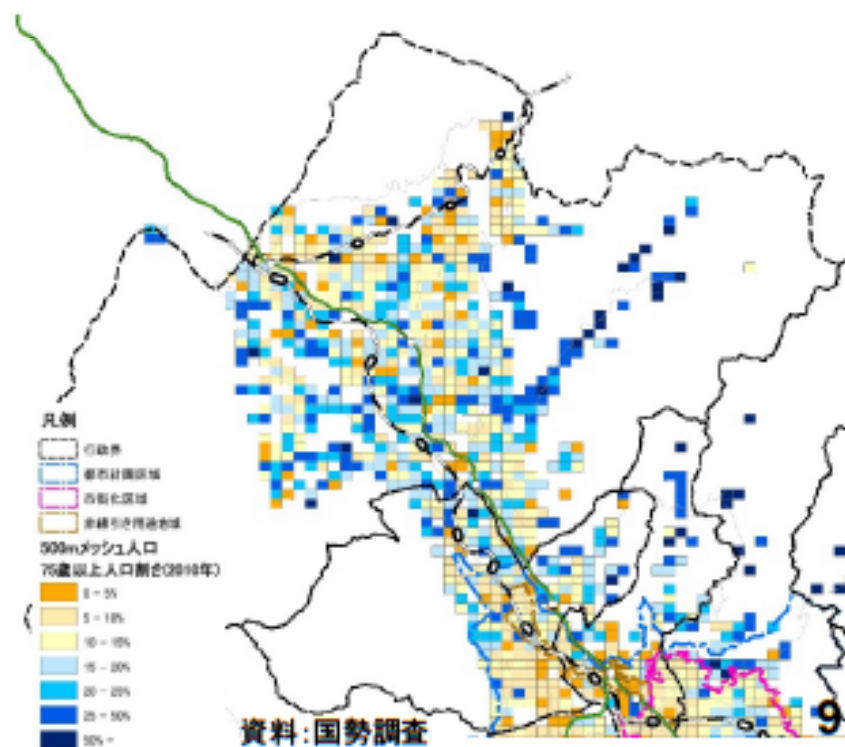 凡例
行政界
都市計画区域
市街化区域
非線引き用途地域
500mメッシュ人口
75歳以上人口割合(2010年)
0 - 5%
5 - 10%
10 - 15%
15 - 20%
20 - 25%
25 - 50%
50% -
資料:国勢調査
9